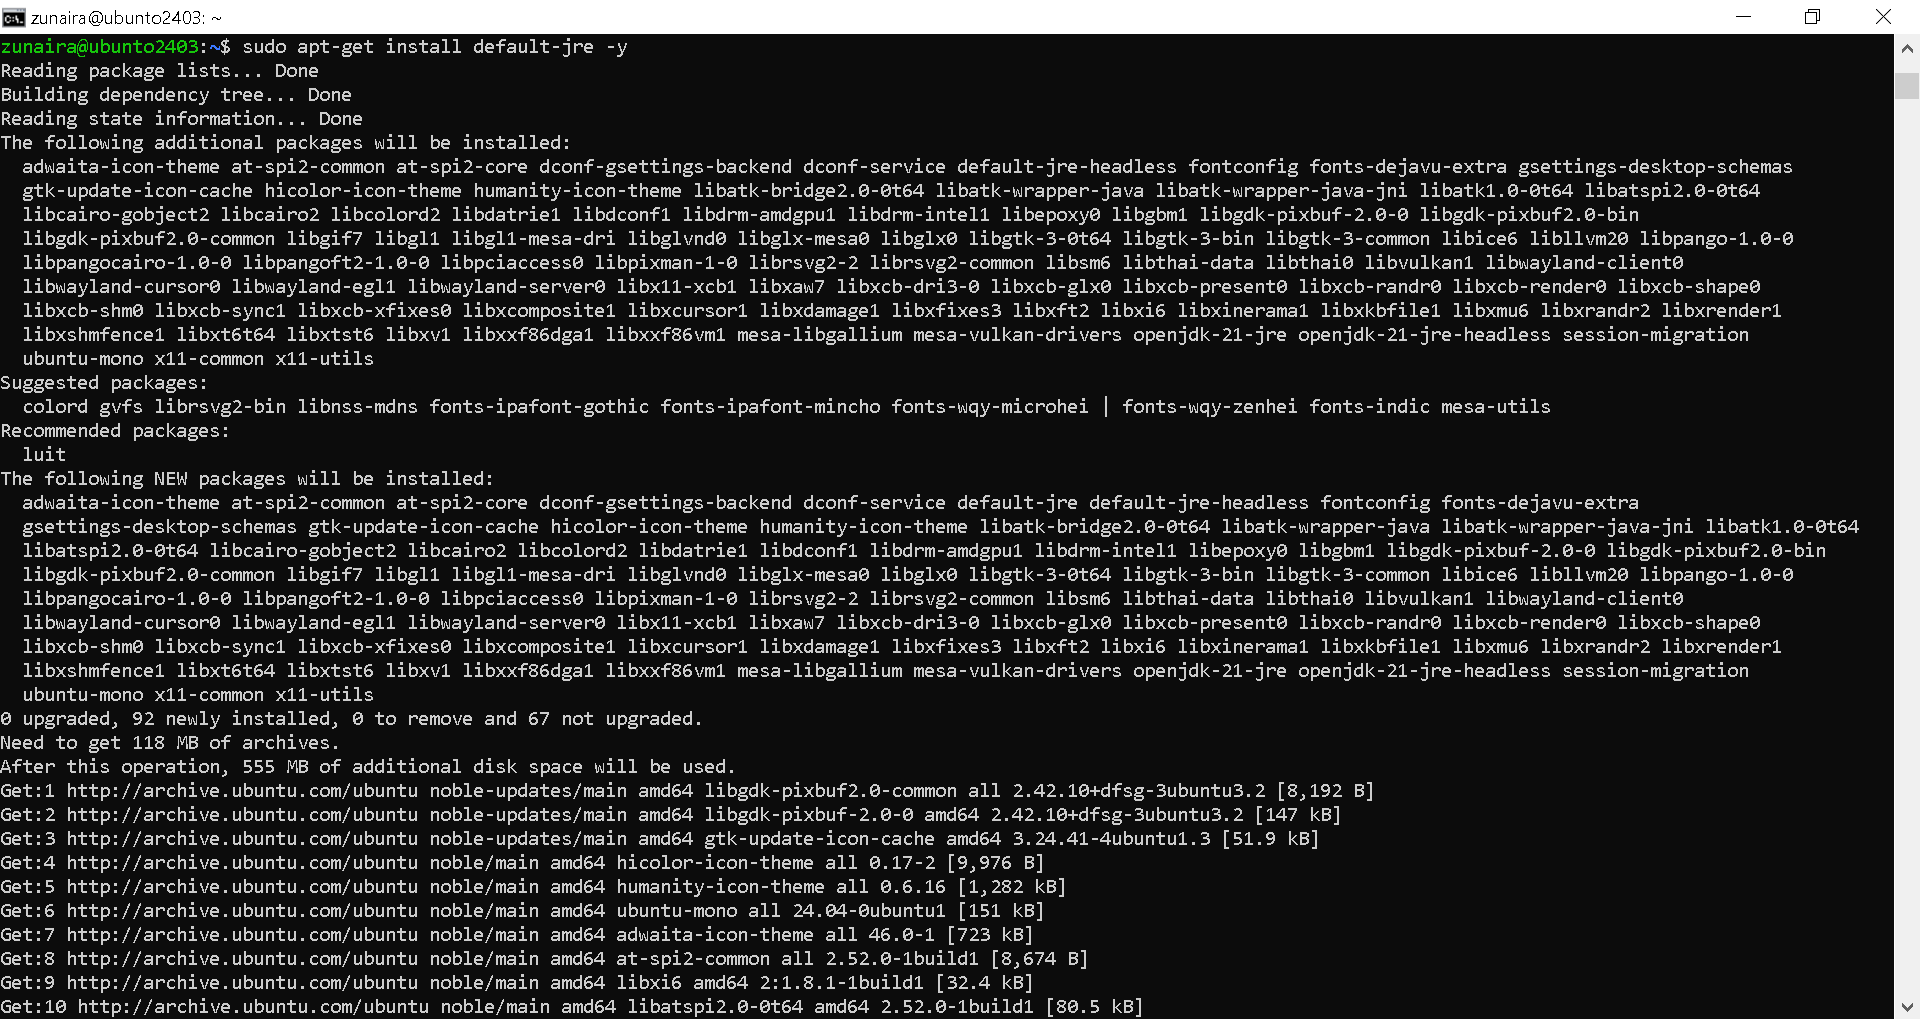 zunaira@ubunto2403: ~
zunaira@ubunto2403:~$ sudo apt-get install default-jre -y
Reading package lists... Done
Building dependency tree... Done
Reading state information... Done
The following additional packages will be installed:
  adwaita-icon-theme at-spi2-common at-spi2-core dconf-gsettings-backend dconf-service default-jre-headless fontconfig fonts-dejavu-extra gsettings-desktop-schemas
  gtk-update-icon-cache hicolor-icon-theme humanity-icon-theme libatk-bridge2.0-0t64 libatk-wrapper-java libatk-wrapper-java-jni libatk1.0-0t64 libatspi2.0-0t64
  libcairo-gobject2 libcairo2 libcolord2 libdatrie1 libdconf1 libdrm-amdgpu1 libdrm-intel1 libepoxy0 libgbm1 libgdk-pixbuf-2.0-0 libgdk-pixbuf2.0-bin
  libgdk-pixbuf2.0-common libgif7 libgl1 libgl1-mesa-dri libglvnd0 libglx-mesa0 libglx0 libgtk-3-0t64 libgtk-3-bin libgtk-3-common libice6 libllvm20 libpango-1.0-0
  libpangocairo-1.0-0 libpangoft2-1.0-0 libpciaccess0 libpixman-1-0 librsvg2-2 librsvg2-common libsm6 libthai-data libthai0 libvulkan1 libwayland-client0
  libwayland-cursor0 libwayland-egl1 libwayland-server0 libx11-xcb1 libxaw7 libxcb-dri3-0 libxcb-glx0 libxcb-present0 libxcb-randr0 libxcb-render0 libxcb-shape0
  libxcb-shm0 libxcb-sync1 libxcb-xfixes0 libxcomposite1 libxcursor1 libxdamage1 libxfixes3 libxft2 libxi6 libxinerama1 libxkbfile1 libxmu6 libxrandr2 libxrender1
  libxshmfence1 libxt6t64 libxtst6 libxv1 libxxf86dga1 libxxf86vm1 mesa-libgallium mesa-vulkan-drivers openjdk-21-jre openjdk-21-jre-headless session-migration
  ubuntu-mono x11-common x11-utils
Suggested packages:
  colord gvfs librsvg2-bin libnss-mdns fonts-ipafont-gothic fonts-ipafont-mincho fonts-wqy-microhei | fonts-wqy-zenhei fonts-indic mesa-utils
Recommended packages:
  luit
The following NEW packages will be installed:
  adwaita-icon-theme at-spi2-common at-spi2-core dconf-gsettings-backend dconf-service default-jre default-jre-headless fontconfig fonts-dejavu-extra
  gsettings-desktop-schemas gtk-update-icon-cache hicolor-icon-theme humanity-icon-theme libatk-bridge2.0-0t64 libatk-wrapper-java libatk-wrapper-java-jni libatk1.0-0t64
  libatspi2.0-0t64 libcairo-gobject2 libcairo2 libcolord2 libdatrie1 libdconf1 libdrm-amdgpu1 libdrm-intel1 libepoxy0 libgbm1 libgdk-pixbuf-2.0-0 libgdk-pixbuf2.0-bin
  libgdk-pixbuf2.0-common libgif7 libgl1 libgl1-mesa-dri libglvnd0 libglx-mesa0 libglx0 libgtk-3-0t64 libgtk-3-bin libgtk-3-common libice6 libllvm20 libpango-1.0-0
  libpangocairo-1.0-0 libpangoft2-1.0-0 libpciaccess0 libpixman-1-0 librsvg2-2 librsvg2-common libsm6 libthai-data libthai0 libvulkan1 libwayland-client0
  libwayland-cursor0 libwayland-egl1 libwayland-server0 libx11-xcb1 libxaw7 libxcb-dri3-0 libxcb-glx0 libxcb-present0 libxcb-randr0 libxcb-render0 libxcb-shape0
  libxcb-shm0 libxcb-sync1 libxcb-xfixes0 libxcomposite1 libxcursor1 libxdamage1 libxfixes3 libxft2 libxi6 libxinerama1 libxkbfile1 libxmu6 libxrandr2 libxrender1
  libxshmfence1 libxt6t64 libxtst6 libxv1 libxxf86dga1 libxxf86vm1 mesa-libgallium mesa-vulkan-drivers openjdk-21-jre openjdk-21-jre-headless session-migration
  ubuntu-mono x11-common x11-utils
0 upgraded, 92 newly installed, 0 to remove and 67 not upgraded.
Need to get 118 MB of archives.
After this operation, 555 MB of additional disk space will be used.
Get:1 http://archive.ubuntu.com/ubuntu noble-updates/main amd64 libgdk-pixbuf2.0-common all 2.42.10+dfsg-3ubuntu3.2 [8,192 B]
Get:2 http://archive.ubuntu.com/ubuntu noble-updates/main amd64 libgdk-pixbuf-2.0-0 amd64 2.42.10+dfsg-3ubuntu3.2 [147 kB]
Get:3 http://archive.ubuntu.com/ubuntu noble-updates/main amd64 gtk-update-icon-cache amd64 3.24.41-4ubuntu1.3 [51.9 kB]
Get:4 http://archive.ubuntu.com/ubuntu noble/main amd64 hicolor-icon-theme all 0.17-2 [9,976 B]
Get:5 http://archive.ubuntu.com/ubuntu noble/main amd64 humanity-icon-theme all 0.6.16 [1,282 kB]
Get:6 http://archive.ubuntu.com/ubuntu noble/main amd64 ubuntu-mono all 24.04-0ubuntu1 [151 kB]
Get:7 http://archive.ubuntu.com/ubuntu noble/main amd64 adwaita-icon-theme all 46.0-1 [723 kB]
Get:8 http://archive.ubuntu.com/ubuntu noble/main amd64 at-spi2-common all 2.52.0-1build1 [8,674 B]
Get:9 http://archive.ubuntu.com/ubuntu noble/main amd64 libxi6 amd64 2:1.8.1-1build1 [32.4 kB]
Get:10 http://archive.ubuntu.com/ubuntu noble/main amd64 libatspi2.0-0t64 amd64 2.52.0-1build1 [80.5 kB]